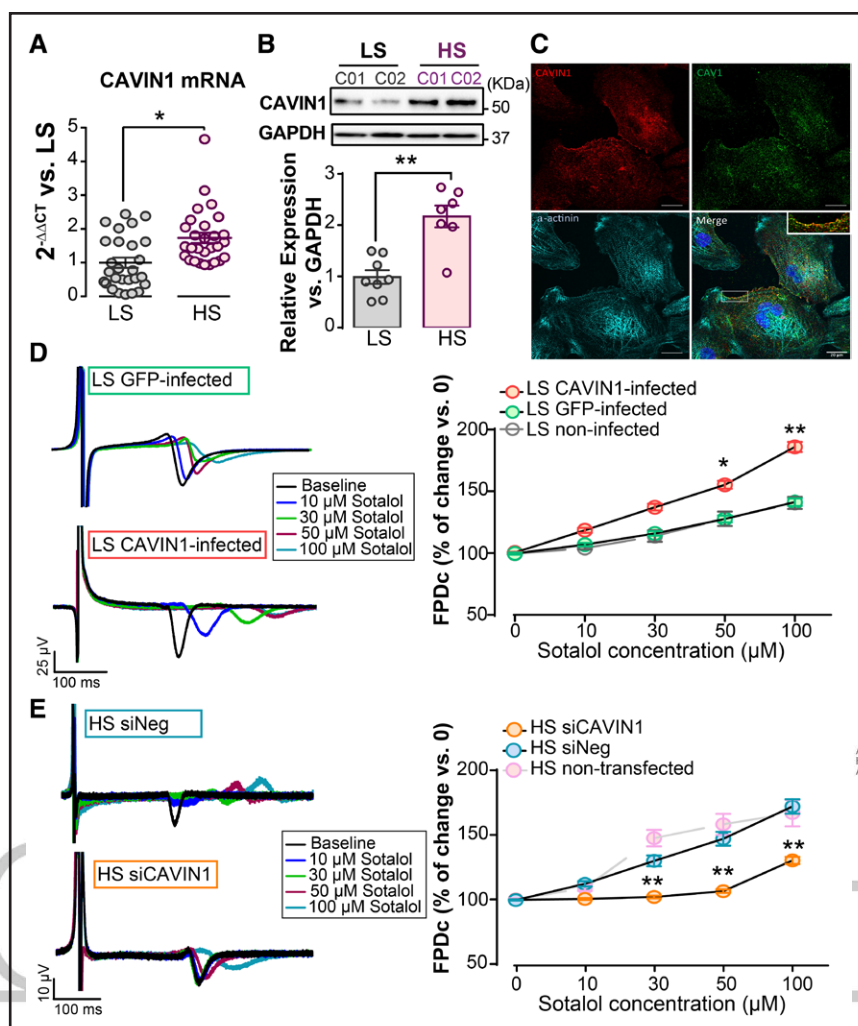 A
CAVIN1 mRNA
*
2-ΔΔCT vs. LS
5
4
3
2
1
0
LS
HS
B
LS
HS
C01 C02
C01 C02
(KDa)
CAVIN1
50
GAPDH
37
**
Relative Expression
vs. GAPDH
3
2
1
0
LS
HS
C
CAVIN1
CAV1
a-actinin
Merge
20 µm
D
LS GFP-infected
LS CAVIN1-infected
Baseline
10 µM Sotalol
30 µM Sotalol
50 µM Sotalol
100 µM Sotalol
25 µV
100 ms
LS CAVIN1-infected
LS GFP-infected
LS non-infected
FPDc (% of change vs. 0)
200
150
100
50
*
**
0
10
30
50
100
Sotalol concentration (µM)
E
HS siNeg
HS siCAVIN1
Baseline
10 µM Sotalol
30 µM Sotalol
50 µM Sotalol
100 µM Sotalol
10 µV
100 ms
HS siCAVIN1
HS siNeg
HS non-transfected
FPDc (% of change vs. 0)
200
150
100
50
**
**
**
0
10
30
50
100
Sotalol concentration (µM)